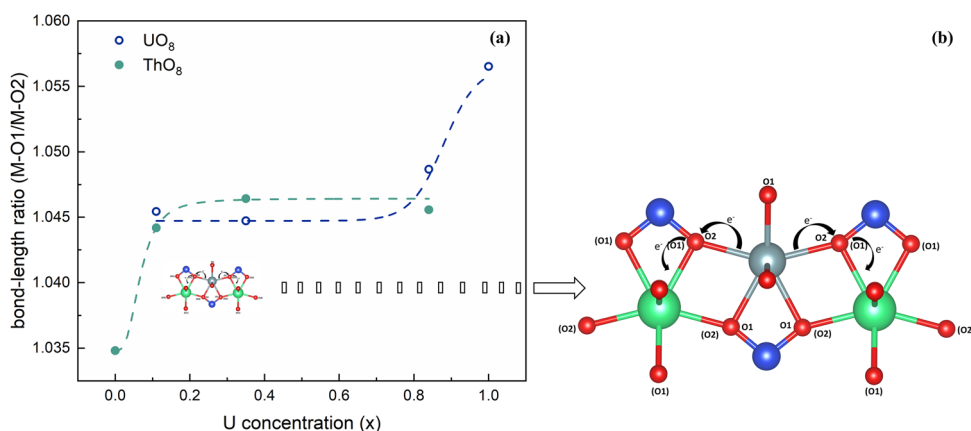 (a)
UO₈
ThO₈
1.060
1.055
1.050
1.045
1.040
1.035
bond-length ratio (M-O1/M-O2)
0.0 0.2 0.4 0.6 0.8 1.0
U concentration (x)
(b)
O1
e⁻ e⁻
(O1) (O1) O2 O2 (O1) (O1)
e⁻ e⁻
(O2) (O2) O1 O1 (O2) (O2)
(O2) (O2)
(O1) (O1)